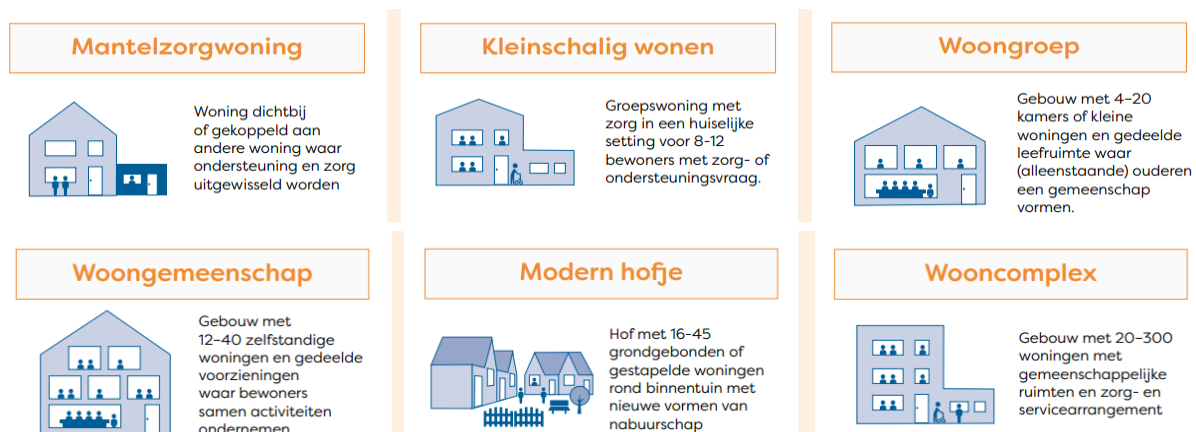 Mantelzorgwoning
Woning dichtbij
of gekoppeld aan
andere woning waar
ondersteuning en zorg
uitgewisseld worden
Kleinschalig wonen
Groepswoning met
zorg in een huiselijke
setting voor 8-12
bewoners met zorg- of
ondersteuningsvraag.
Woongroep
Gebouw met 4–20
kamers of kleine
woningen en gedeelde
leefruimte waar
(alleenstaande) ouderen
een gemeenschap
vormen.
Woongemeenschap
Gebouw met
12–40 zelfstandige
woningen en gedeelde
voorzieningen
waar bewoners
samen activiteiten
ondernemen
Modern hofje
Hof met 16-45
grondgebonden of
gestapelde woningen
rond binnentuin met
nieuwe vormen van
nabuurschap
Wooncomplex
Gebouw met 20–300
woningen met
gemeenschappelijke
ruimten en zorg- en
servicearrangement